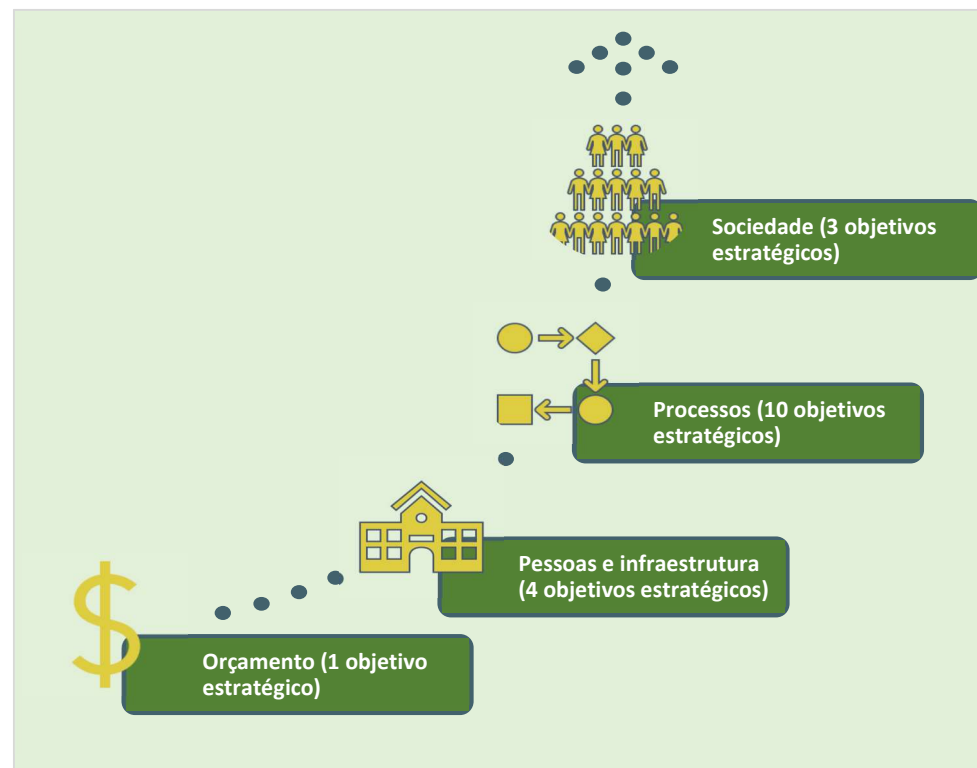 Sociedade (3 objetivos
estratégicos)
Processos (10 objetivos
estratégicos)
Pessoas e infraestrutura
(4 objetivos estratégicos)
Orçamento (1 objetivo
estratégico)